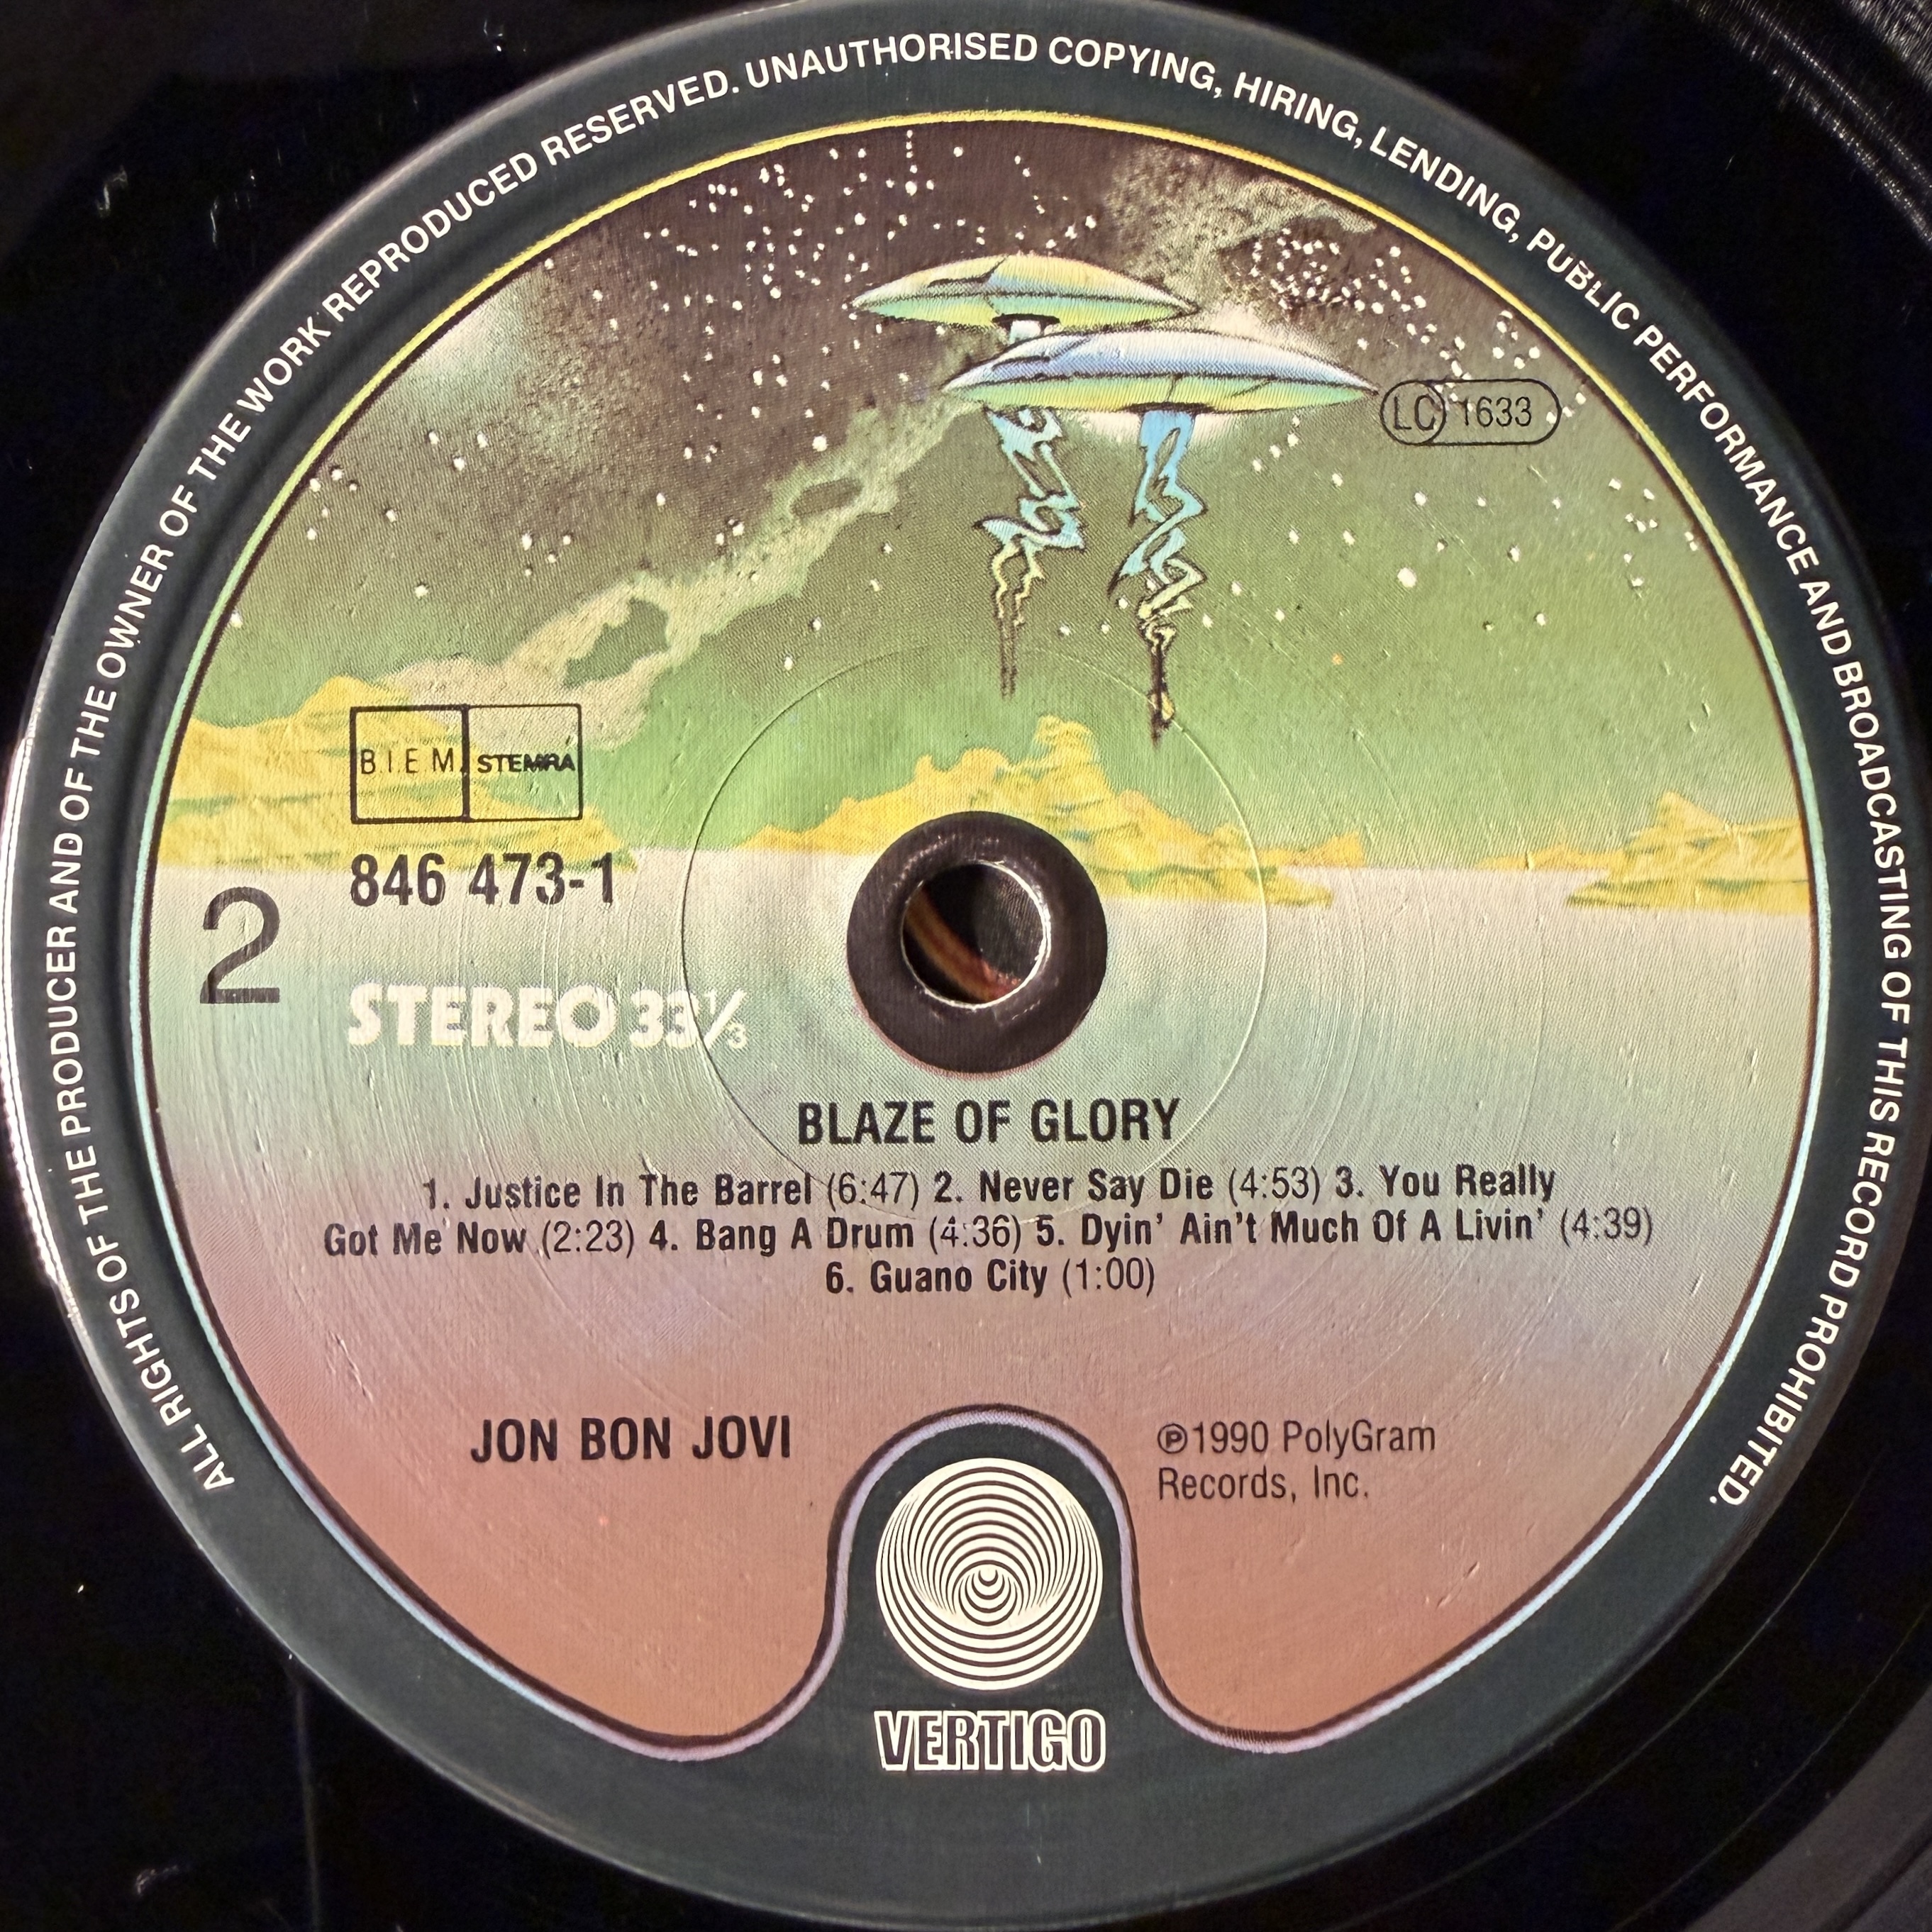 ALL RIGHTS OF THE PRODUCER AND OF THE OWNER OF THE WORK REPRODUCED RESERVED. UNAUTHORISED COPYING, HIRING, LENDING, PUBLIC PERFORMANCE AND BROADCASTING OF THIS RECORD PROHIBITED.
LC 1633
B.I.E.M. STEMRA
846 473-1
2
STEREO 33⅓
BLAZE OF GLORY
1. Justice In The Barrel (6:47) 2. Never Say Die (4:53) 3. You Really
Got Me Now (2:23) 4. Bang A Drum (4:36) 5. Dyin' Ain't Much Of A Livin' (4:39)
6. Guano City (1:00)
JON BON JOVI
℗1990 PolyGram
Records, Inc.
VERTIGO